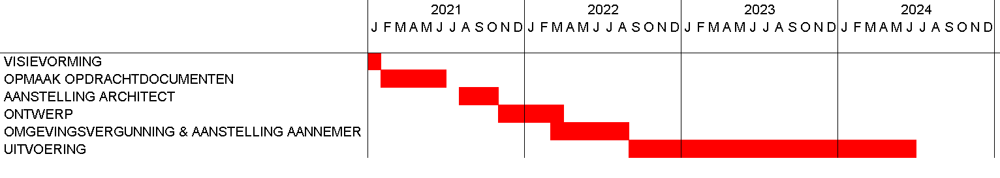 2021 2022 2023 2024
J F M A M J J A S O N D J F M A M J J A S O N D J F M A M J J A S O N D J F M A M J J A S O N D
VISIEVORMING
OPMAAK OPDRACHTDOCUMENTEN
AANSTELLING ARCHITECT
ONTWERP
OMGEVINGSVERGUNNING & AANSTELLING AANNEMER
UITVOERING